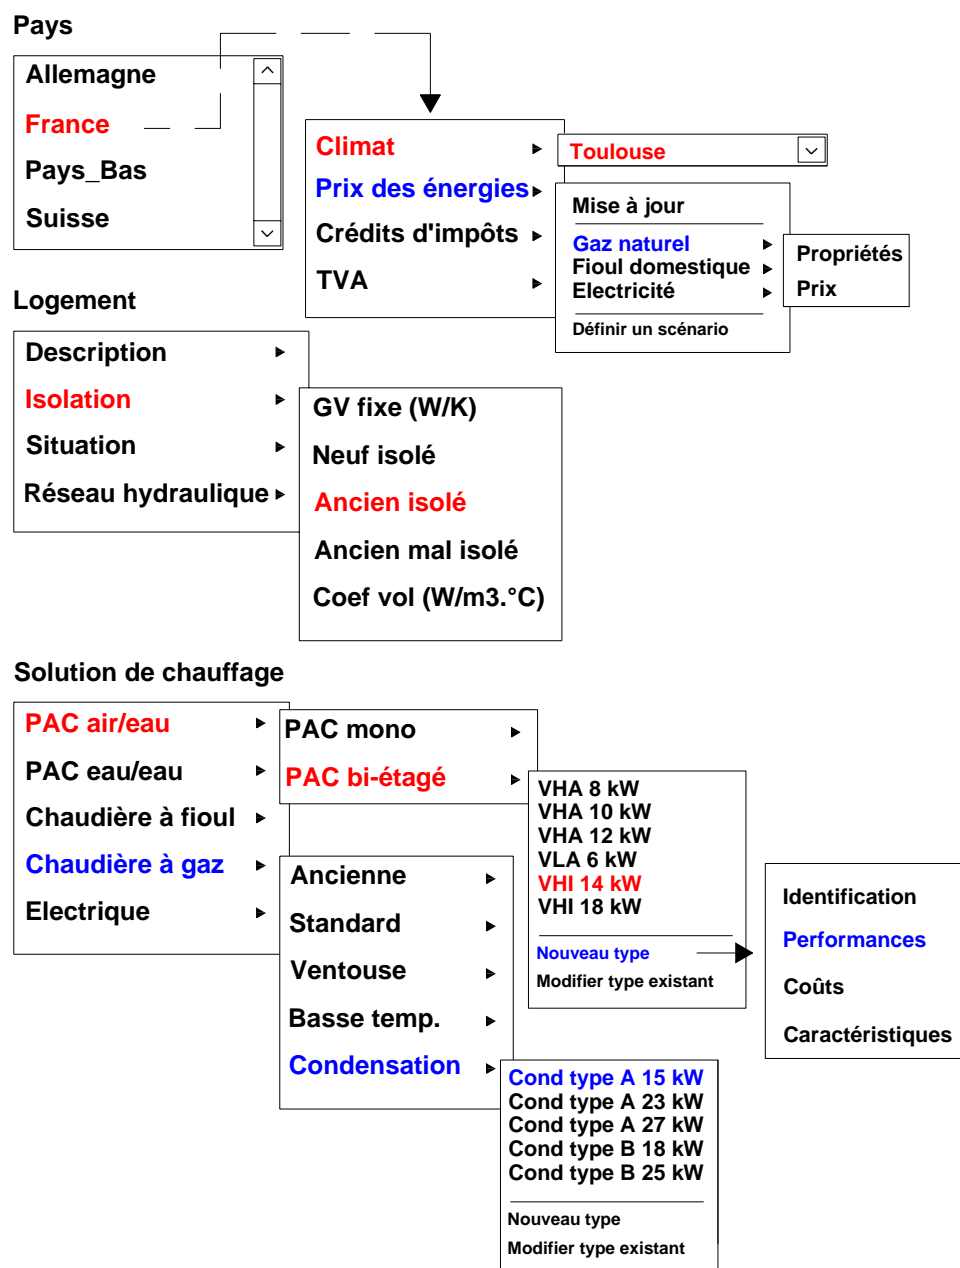 Pays
Allemagne
France
Pays_Bas
Suisse
Climat
Prix des énergies
Crédits d'impôts
TVA
Toulouse
Mise à jour
Gaz naturel
Fioul domestique
Electricité
Définir un scénario
Propriétés
Prix
Logement
Description
Isolation
Situation
Réseau hydraulique
GV fixe (W/K)
Neuf isolé
Ancien isolé
Ancien mal isolé
Coef vol (W/m3.°C)
Solution de chauffage
PAC air/eau
PAC eau/eau
Chaudière à fioul
Chaudière à gaz
Electrique
PAC mono
PAC bi-étagé
VHA 8 kW
VHA 10 kW
VHA 12 kW
VLA 6 kW
VHI 14 kW
VHI 18 kW
Nouveau type
Modifier type existant
Identification
Performances
Coûts
Caractéristiques
Ancienne
Standard
Ventouse
Basse temp.
Condensation
Cond type A 15 kW
Cond type A 23 kW
Cond type A 27 kW
Cond type B 18 kW
Cond type B 25 kW
Nouveau type
Modifier type existant